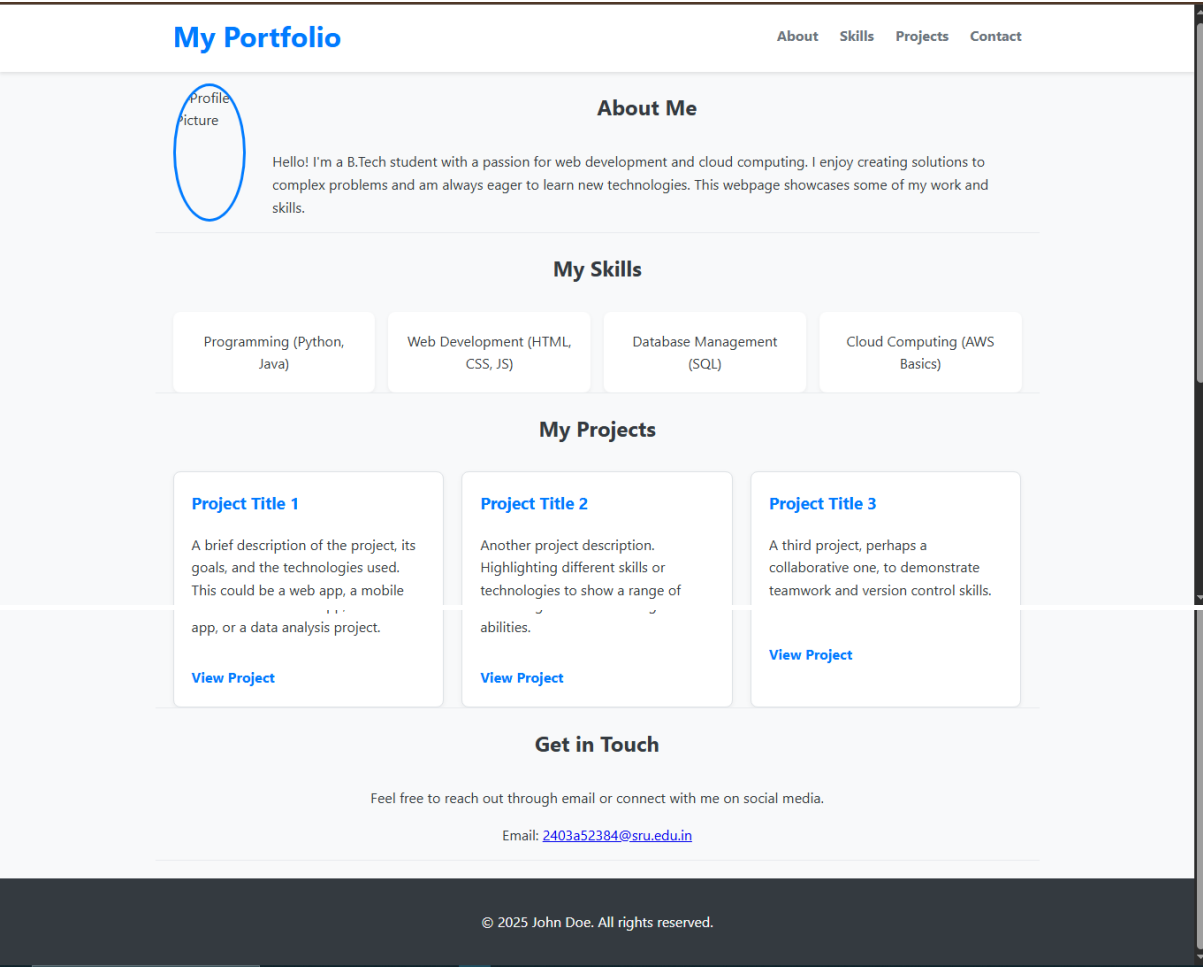 My Portfolio
About Skills Projects Contact
Profile
Picture
About Me
Hello! I'm a B.Tech student with a passion for web development and cloud computing. I enjoy creating solutions to
complex problems and am always eager to learn new technologies. This webpage showcases some of my work and
skills.
My Skills
Programming (Python,
Java)
Web Development (HTML,
CSS, JS)
Database Management
(SQL)
Cloud Computing (AWS
Basics)
My Projects
Project Title 1
A brief description of the project, its
goals, and the technologies used.
This could be a web app, a mobile
app, or a data analysis project.
View Project
Project Title 2
Another project description.
Highlighting different skills or
technologies to show a range of
abilities.
View Project
Project Title 3
A third project, perhaps a
collaborative one, to demonstrate
teamwork and version control skills.
View Project
Get in Touch
Feel free to reach out through email or connect with me on social media.
Email: 2403a52384@sru.edu.in
© 2025 John Doe. All rights reserved.